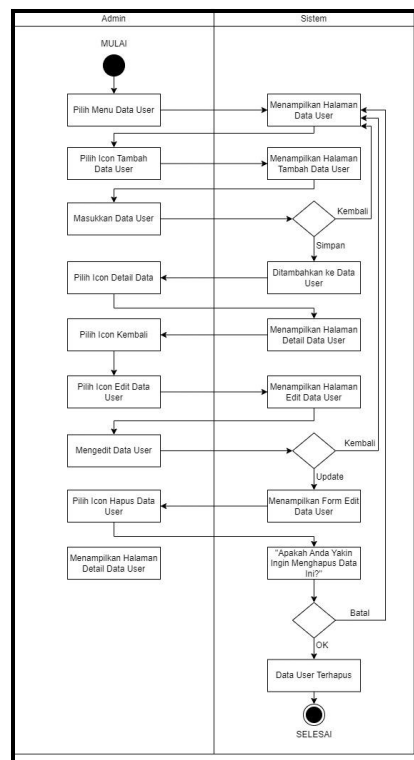 Admin
Sistem
MULAI
Pilih Menu Data User
Menampilkan Halaman
Data User
Pilih Icon Tambah
Data User
Menampilkan Halaman
Tambah Data User
Masukkan Data User
Kembali
Simpan
Pilih Icon Detail Data
Ditambahkan ke Data
User
Pilih Icon Kembali
Menampilkan Halaman
Detail Data User
Pilih Icon Edit Data
User
Menampilkan Halaman
Edit Data User
Mengedit Data User
Kembali
Update
Pilih Icon Hapus Data
User
Menampilkan Form Edit
Data User
Menampilkan Halaman
Detail Data User
"Apakah Anda Yakin
Ingin Menghapus Data
Ini?"
Batal
OK
Data User Terhapus
SELESAI